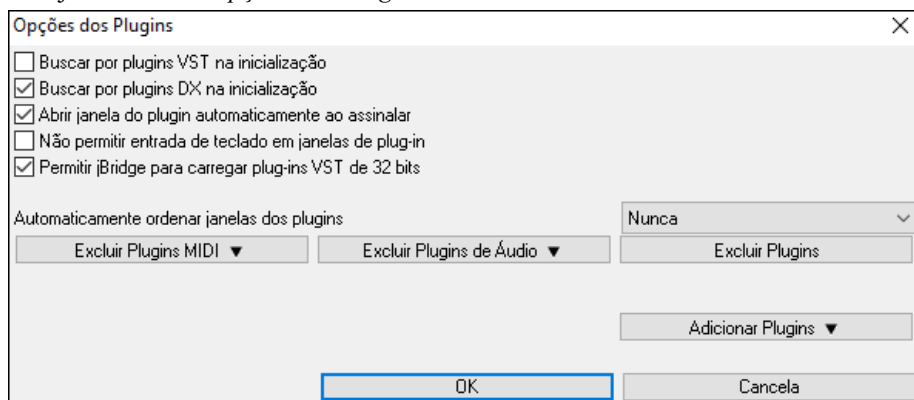 Opções dos Plugins
Buscar por plugins VST na inicialização
Buscar por plugins DX na inicialização
Abrir janela do plugin automaticamente ao assinalar
Não permitir entrada de teclado em janelas de plug-in
Permitir jBridge para carregar plug-ins VST de 32 bits
Automaticamente ordenar janelas dos plugins Nunca
Excluir Plugins MIDI ▼ Excluir Plugins de Áudio ▼ Excluir Plugins
Adicionar Plugins ▼
OK Cancela